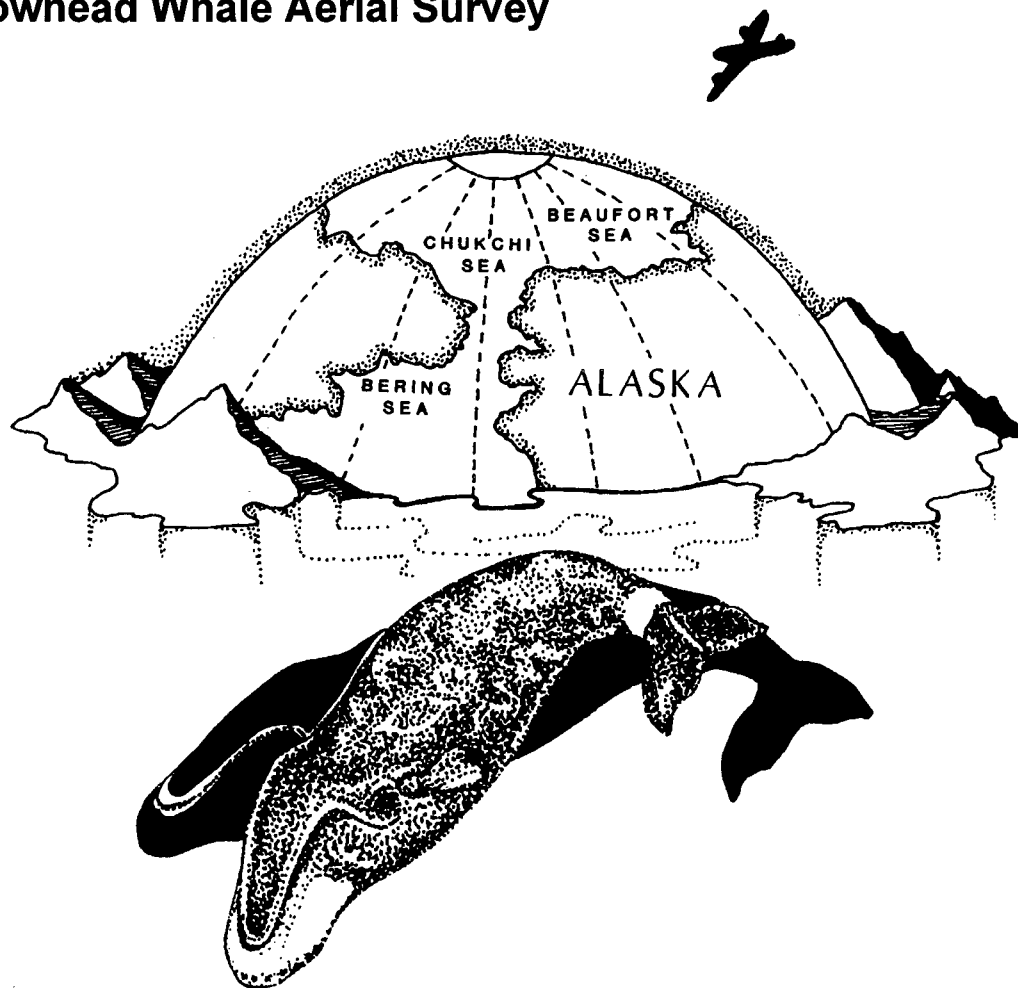 owhead Whale Aerial Survey
BEAUFORT
SEA
CHUKCHI
SEA
BERING
SEA
ALASKA